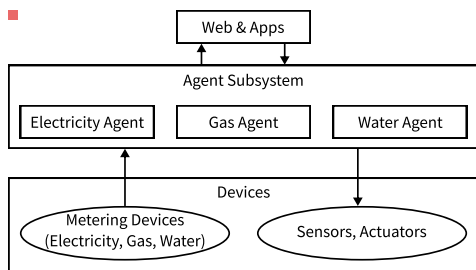 Web & Apps
Agent Subsystem
Electricity Agent
Gas Agent
Water Agent
Devices
Metering Devices
(Electricity, Gas, Water)
Sensors, Actuators